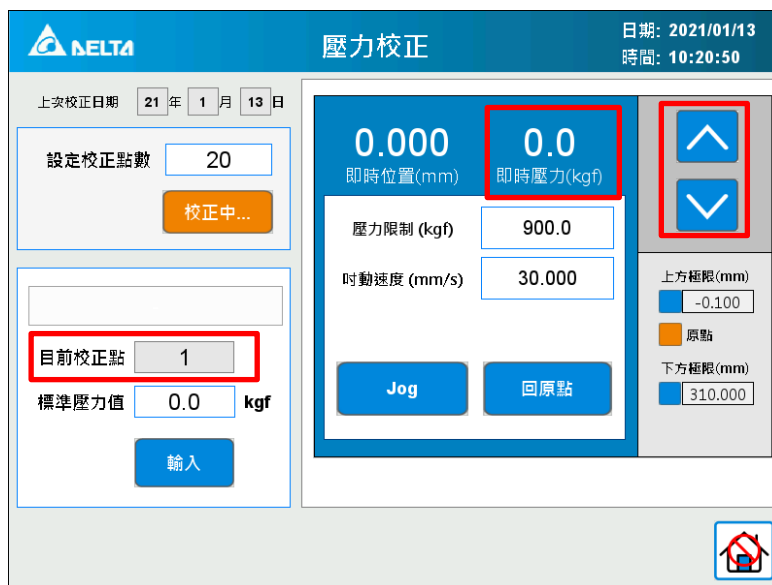 DELTA
壓力校正
日期: 2021/01/13
時間: 10:20:50
上次校正日期 21 年 1 月 13 日
設定校正點數 20
校正中...
目前校正點 1
標準壓力值 0.0 kgf
輸入
0.000
即時位置(mm)
0.0
即時壓力(kgf)
壓力限制 (kgf) 900.0
吋動速度 (mm/s) 30.000
Jog
回原點
上方極限(mm)
-0.100
原點
下方極限(mm)
310.000